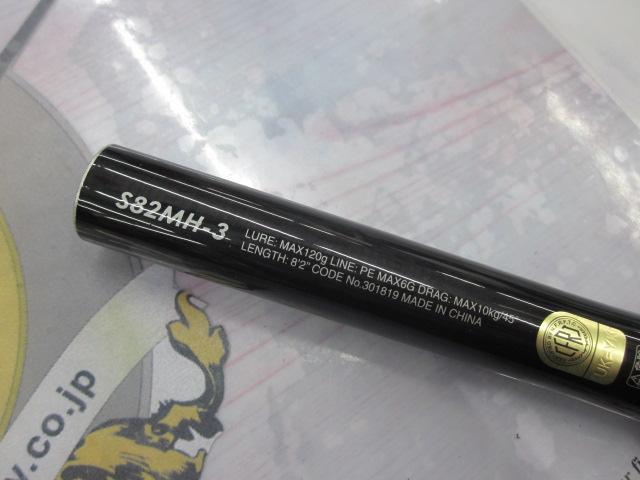 S82MH-3
LURE: MAX120g LINE: PE MAX6G DRAG: MAX10kg/45°
LENGTH: 8'2" CODE No.301819 MADE IN CHINA
y.co.jp